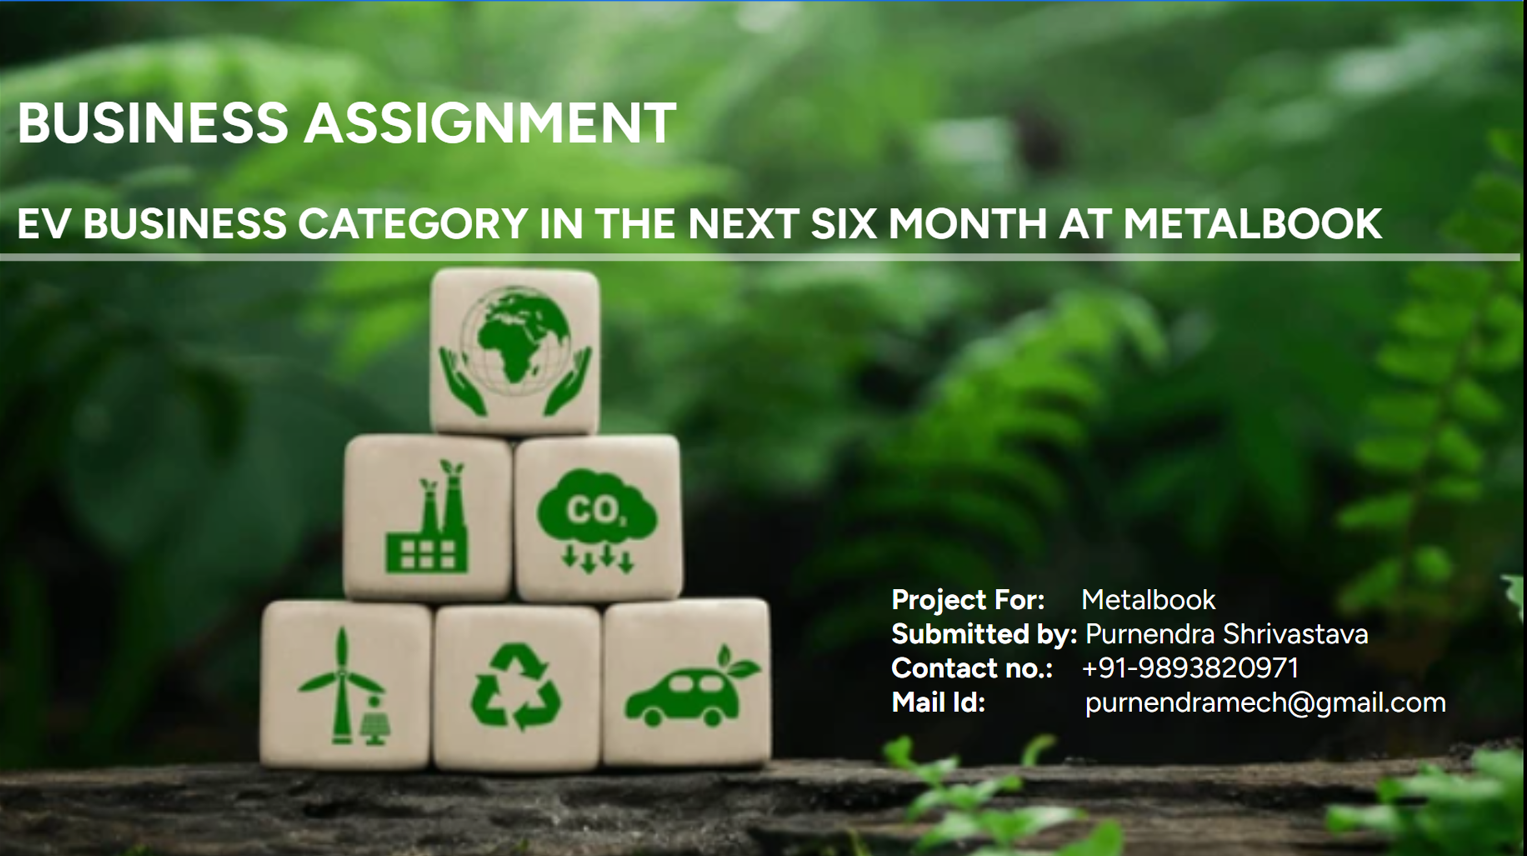 BUSINESS ASSIGNMENT
EV BUSINESS CATEGORY IN THE NEXT SIX MONTH AT METALBOOK
CO₂
Project For: Metalbook
Submitted by: Purnendra Shrivastava
Contact no.: +91-9893820971
Mail Id: purnendramech@gmail.com